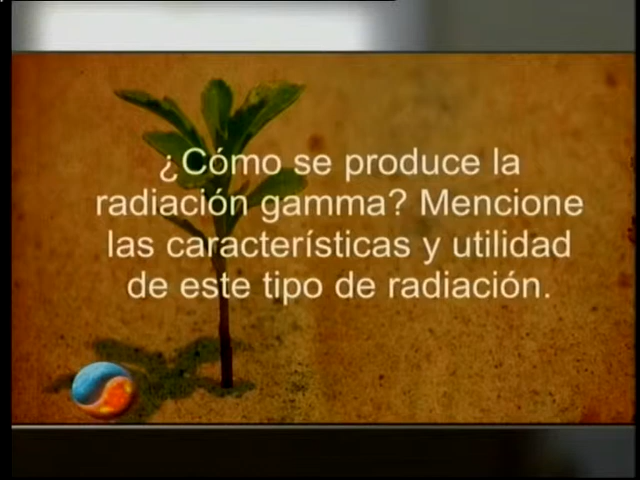 ¿Cómo se produce la
radiación gamma? Mencione
las características y utilidad
de este tipo de radiación.